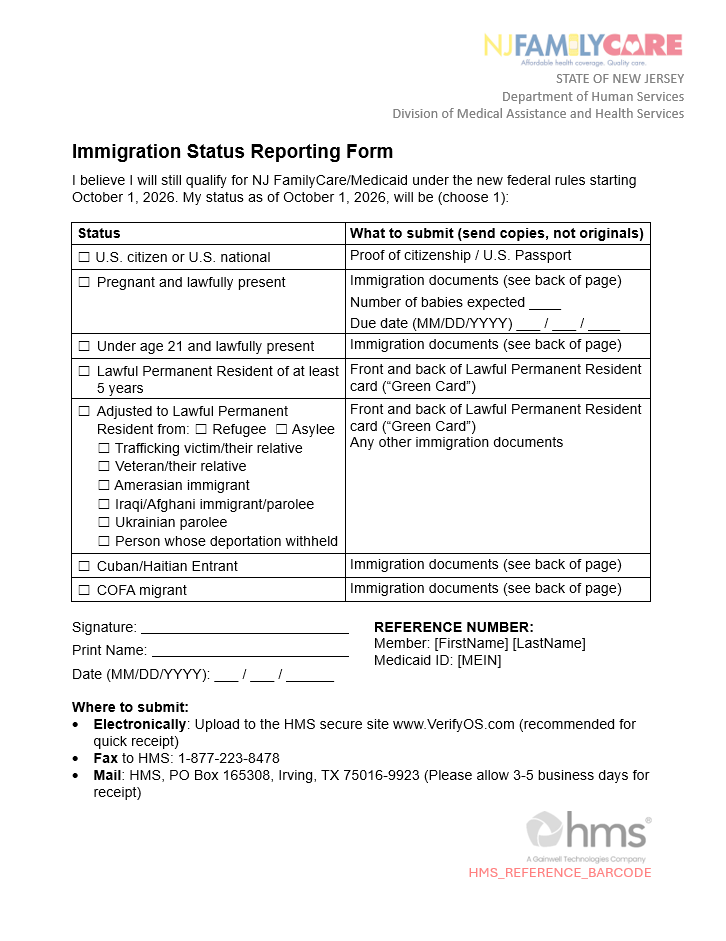 NJFAMILYCARE
Affordable health coverage. Quality care.
STATE OF NEW JERSEY
Department of Human Services
Division of Medical Assistance and Health Services
Immigration Status Reporting Form
I believe I will still qualify for NJ FamilyCare/Medicaid under the new federal rules starting
October 1, 2026. My status as of October 1, 2026, will be (choose 1):
Status
What to submit (send copies, not originals)
☐ U.S. citizen or U.S. national
Proof of citizenship / U.S. Passport
☐ Pregnant and lawfully present
Immigration documents (see back of page)
Number of babies expected ____
Due date (MM/DD/YYYY) ___ / ___ / ____
☐ Under age 21 and lawfully present
Immigration documents (see back of page)
☐ Lawful Permanent Resident of at least
5 years
Front and back of Lawful Permanent Resident
card (“Green Card”)
☐ Adjusted to Lawful Permanent
Resident from: ☐ Refugee ☐ Asylee
☐ Trafficking victim/their relative
☐ Veteran/their relative
☐ Amerasian immigrant
☐ Iraqi/Afghani immigrant/parolee
☐ Ukrainian parolee
☐ Person whose deportation withheld
Front and back of Lawful Permanent Resident
card (“Green Card”)
Any other immigration documents
☐ Cuban/Haitian Entrant
Immigration documents (see back of page)
☐ COFA migrant
Immigration documents (see back of page)
Signature: ___________________________
Print Name: __________________________
Date (MM/DD/YYYY): ___ / ___ / ______
REFERENCE NUMBER:
Member: [FirstName] [LastName]
Medicaid ID: [MEIN]
Where to submit:
• Electronically: Upload to the HMS secure site www.VerifyOS.com (recommended for
quick receipt)
• Fax to HMS: 1-877-223-8478
• Mail: HMS, PO Box 165308, Irving, TX 75016-9923 (Please allow 3-5 business days for
receipt)
hms®
A Gainwell Technologies Company
HMS_REFERENCE_BARCODE